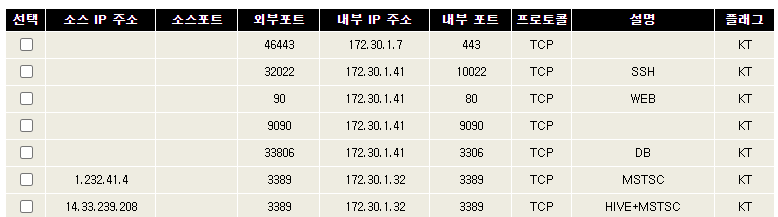 선택 소스 IP 주소 소스포트 외부포트 내부 IP 주소 내부 포트 프로토콜 설명 플래그
46443 172.30.1.7 443 TCP KT
32022 172.30.1.41 10022 TCP SSH KT
90 172.30.1.41 80 TCP WEB KT
9090 172.30.1.41 9090 TCP KT
33806 172.30.1.41 3306 TCP DB KT
1.232.41.4 3389 172.30.1.32 3389 TCP MSTSC KT
14.33.239.208 3389 172.30.1.32 3389 TCP HIVE+MSTSC KT